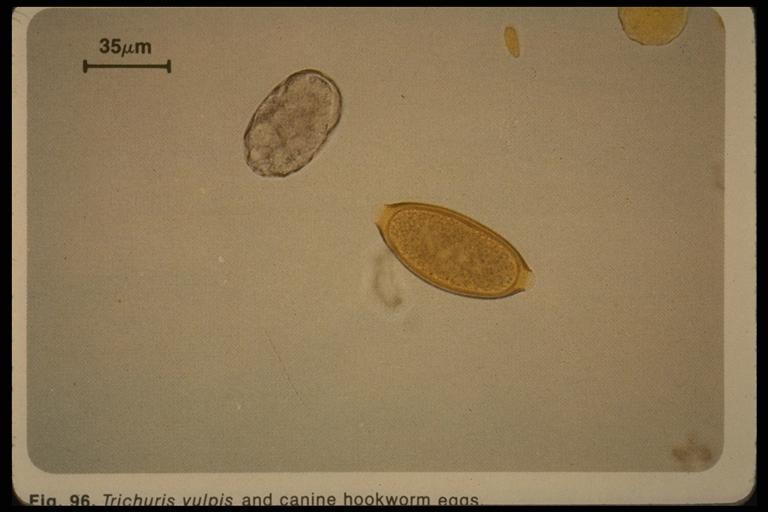 35μm
Fig. 96. Trichuris vulpis and canine hookworm eggs.